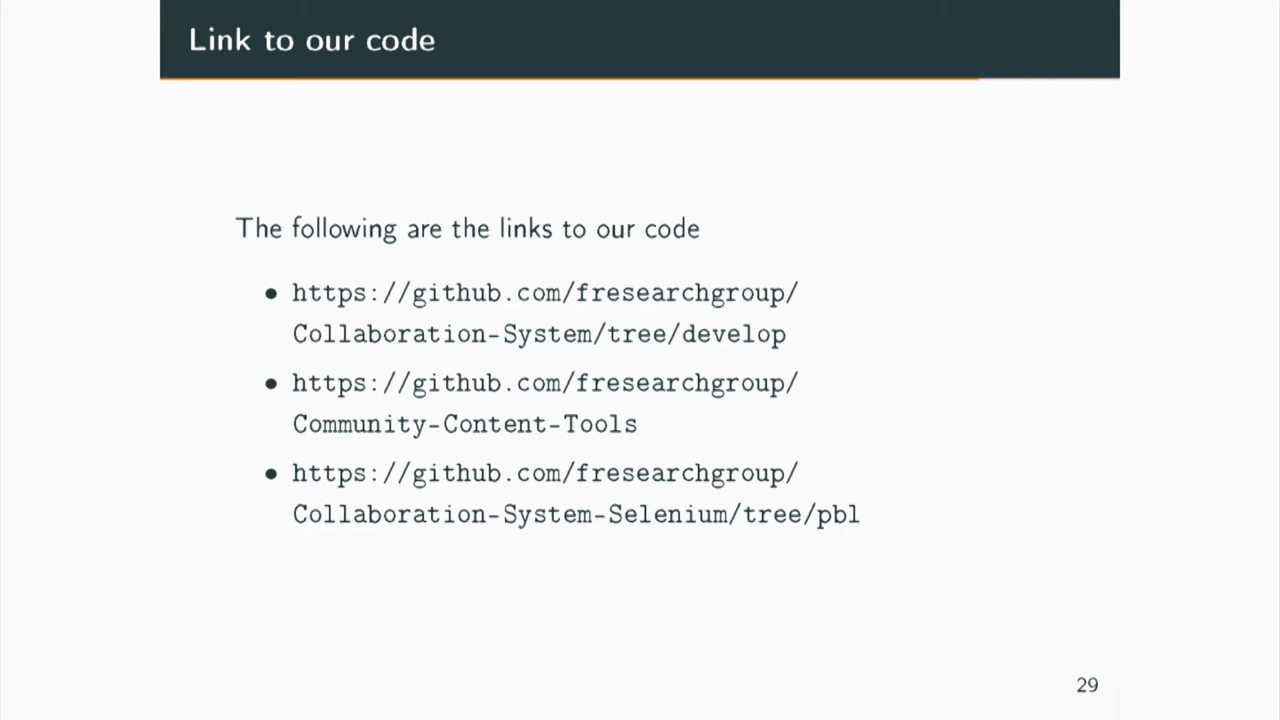 Link to our code
The following are the links to our code
• https://github.com/fresearchgroup/
Collaboration-System/tree/develop
• https://github.com/fresearchgroup/
Community-Content-Tools
• https://github.com/fresearchgroup/
Collaboration-System-Selenium/tree/pbl
29